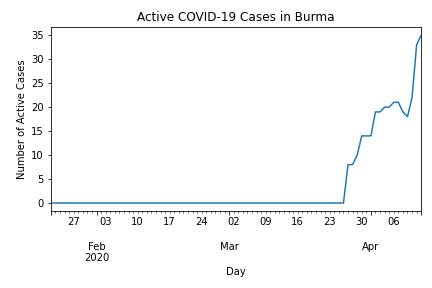 Active COVID-19 Cases in Burma
35
30
25
20
15
10
5
0
Number of Active Cases
27 03 10 17 24 02 09 16 23 30 06
Feb Mar Apr
2020
Day